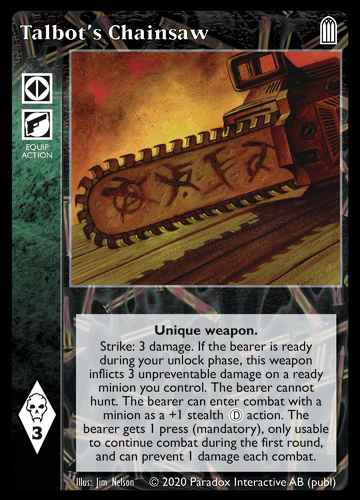 Talbot's Chainsaw
EQUIP
ACTION
Unique weapon.
Strike: 3 damage. If the bearer is ready
during your unlock phase, this weapon
inflicts 3 unpreventable damage on a ready
minion you control. The bearer cannot
hunt. The bearer can enter combat with a
minion as a +1 stealth Ⓓ action. The
bearer gets 1 press (mandatory), only usable
to continue combat during the first round,
and can prevent 1 damage each combat.
3
Illus: Jim Nelson © 2020 Paradox Interactive AB (publ)